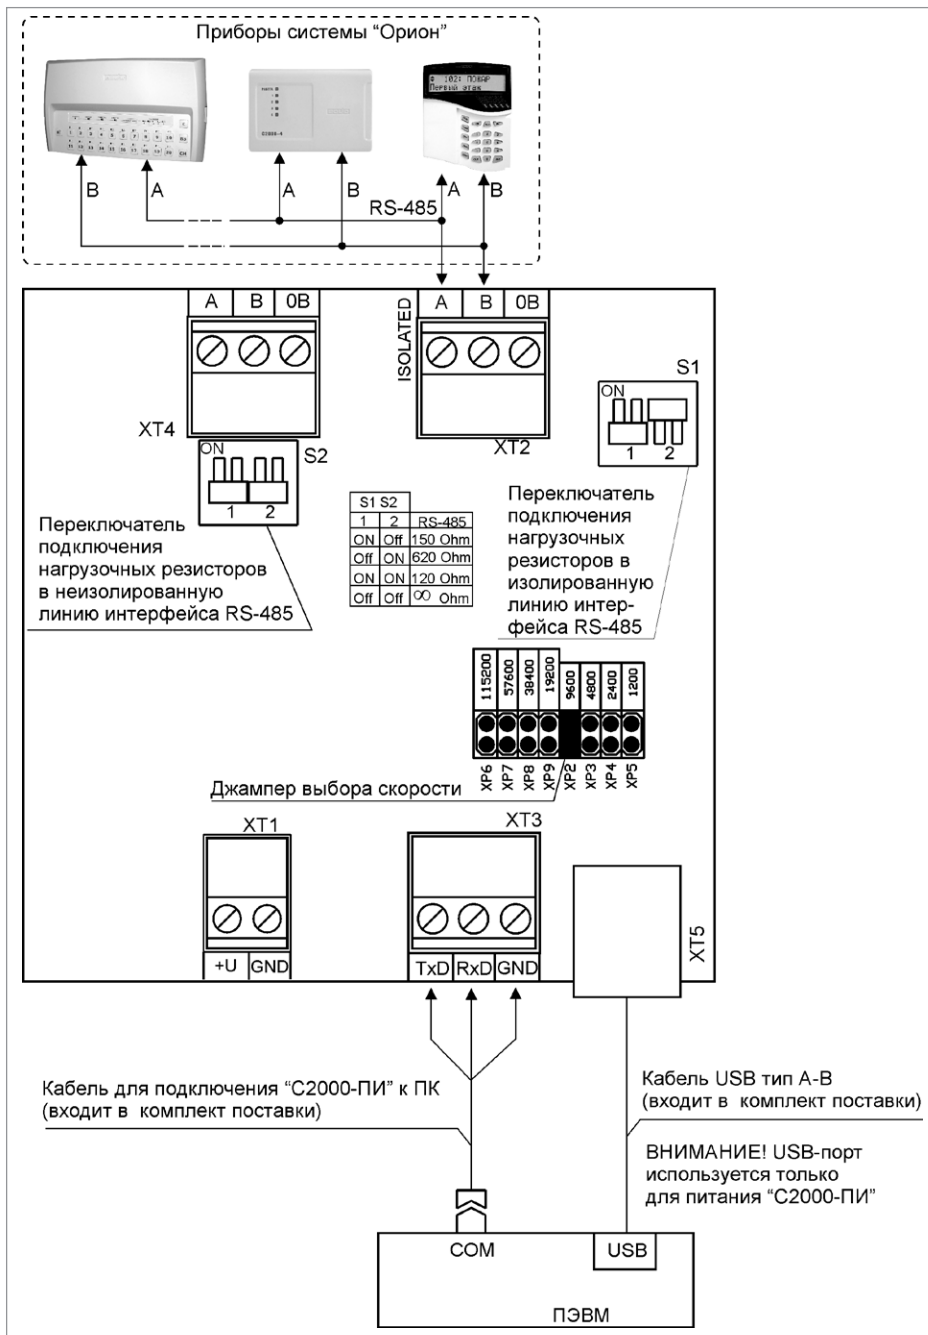 Приборы системы “Орион”
С2000-4
102: ПОЖАР
Первый этаж
B A A B A B
RS-485
A B 0В
ISOLATED
A B 0В
XT4
XT2
S1
ON
1 2
ON
S2
1 2
Переключатель
подключения
нагрузочных резисторов
в неизолированную
линию интерфейса RS-485
S1 S2
1 2 RS-485
ON Off 150 Ohm
Off ON 620 Ohm
ON ON 120 Ohm
Off Off ∞ Ohm
Переключатель
подключения
нагрузочных
резисторов в
изолированную
линию интер-
фейса RS-485
115200 57600 38400 19200 9600 4800 2400 1200
XP6 XP7 XP8 XP9 XP2 XP3 XP4 XP5
Джампер выбора скорости
XT1
XT3
XT5
+U GND
TxD RxD GND
Кабель для подключения “С2000-ПИ” к ПК
(входит в комплект поставки)
Кабель USB тип А-В
(входит в комплект поставки)
ВНИМАНИЕ! USB-порт
используется только
для питания “С2000-ПИ”
COM
USB
ПЭВМ